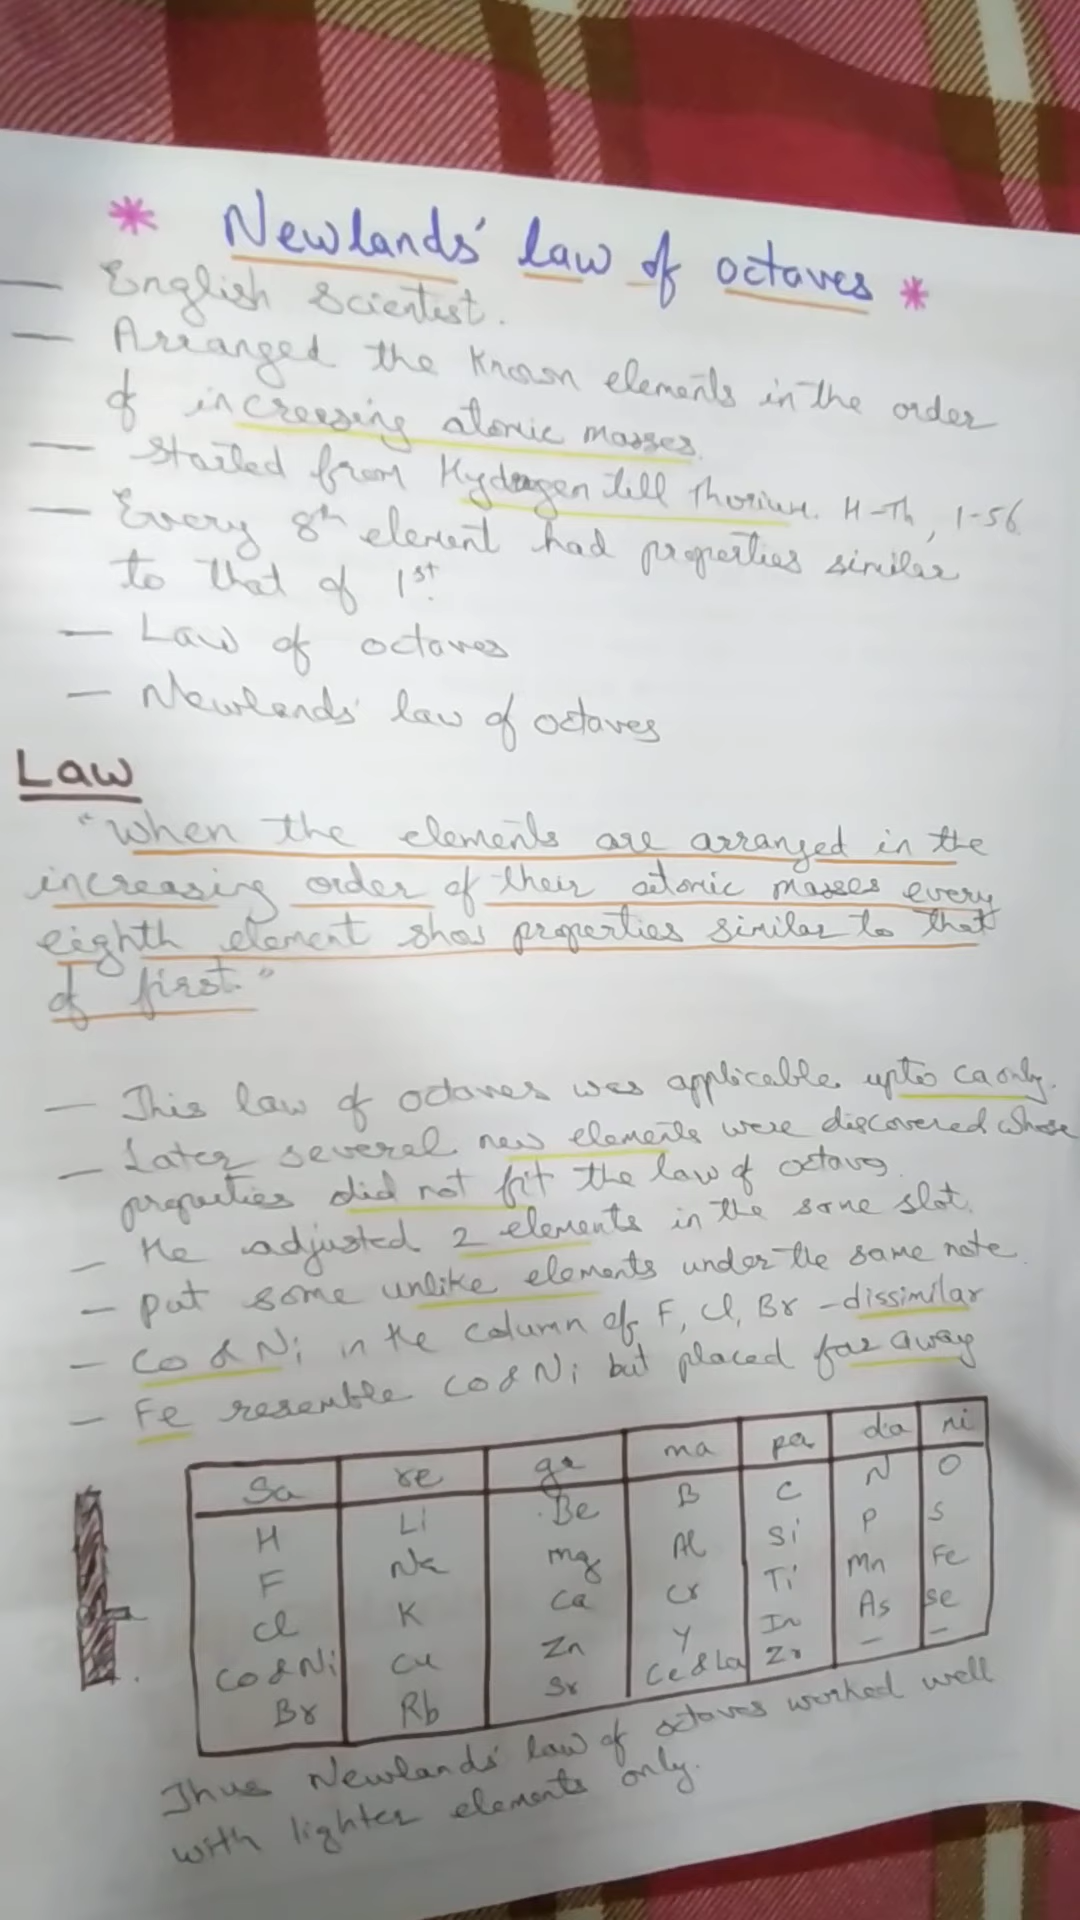 * Newlands' law of octaves *
— English scientist.
— Arranged the known elements in the order
of increasing atomic masses.
— Started from Hydrogen till Thorium. H-Th, 1-56
— Every 8th element had properties similar
to that of 1st.
— Law of octaves
— Newlands' law of octaves
Law
"When the elements are arranged in the
increasing order of their atomic masses every
eighth element show properties similar to that
of first."
— This law of octaves was applicable upto Ca only.
— Later several new elements were discovered whose
properties did not fit the law of octaves.
— He adjusted 2 elements in the same slot.
— put some unlike elements under the same note.
— Co & Ni in the column of F, Cl, Br - dissimilar
— Fe resemble Co & Ni but placed far away
Sa re ga ma pa da ni
H Li Be B C N O
F Na Mg Al Si P S
Cl K Ca Cr Ti Mn Fe
Co & Ni Cu Zn Y In As Se
Br Rb Sr Ce & La Zr — —
Thus Newlands' law of octaves worked well
with lighter elements only.